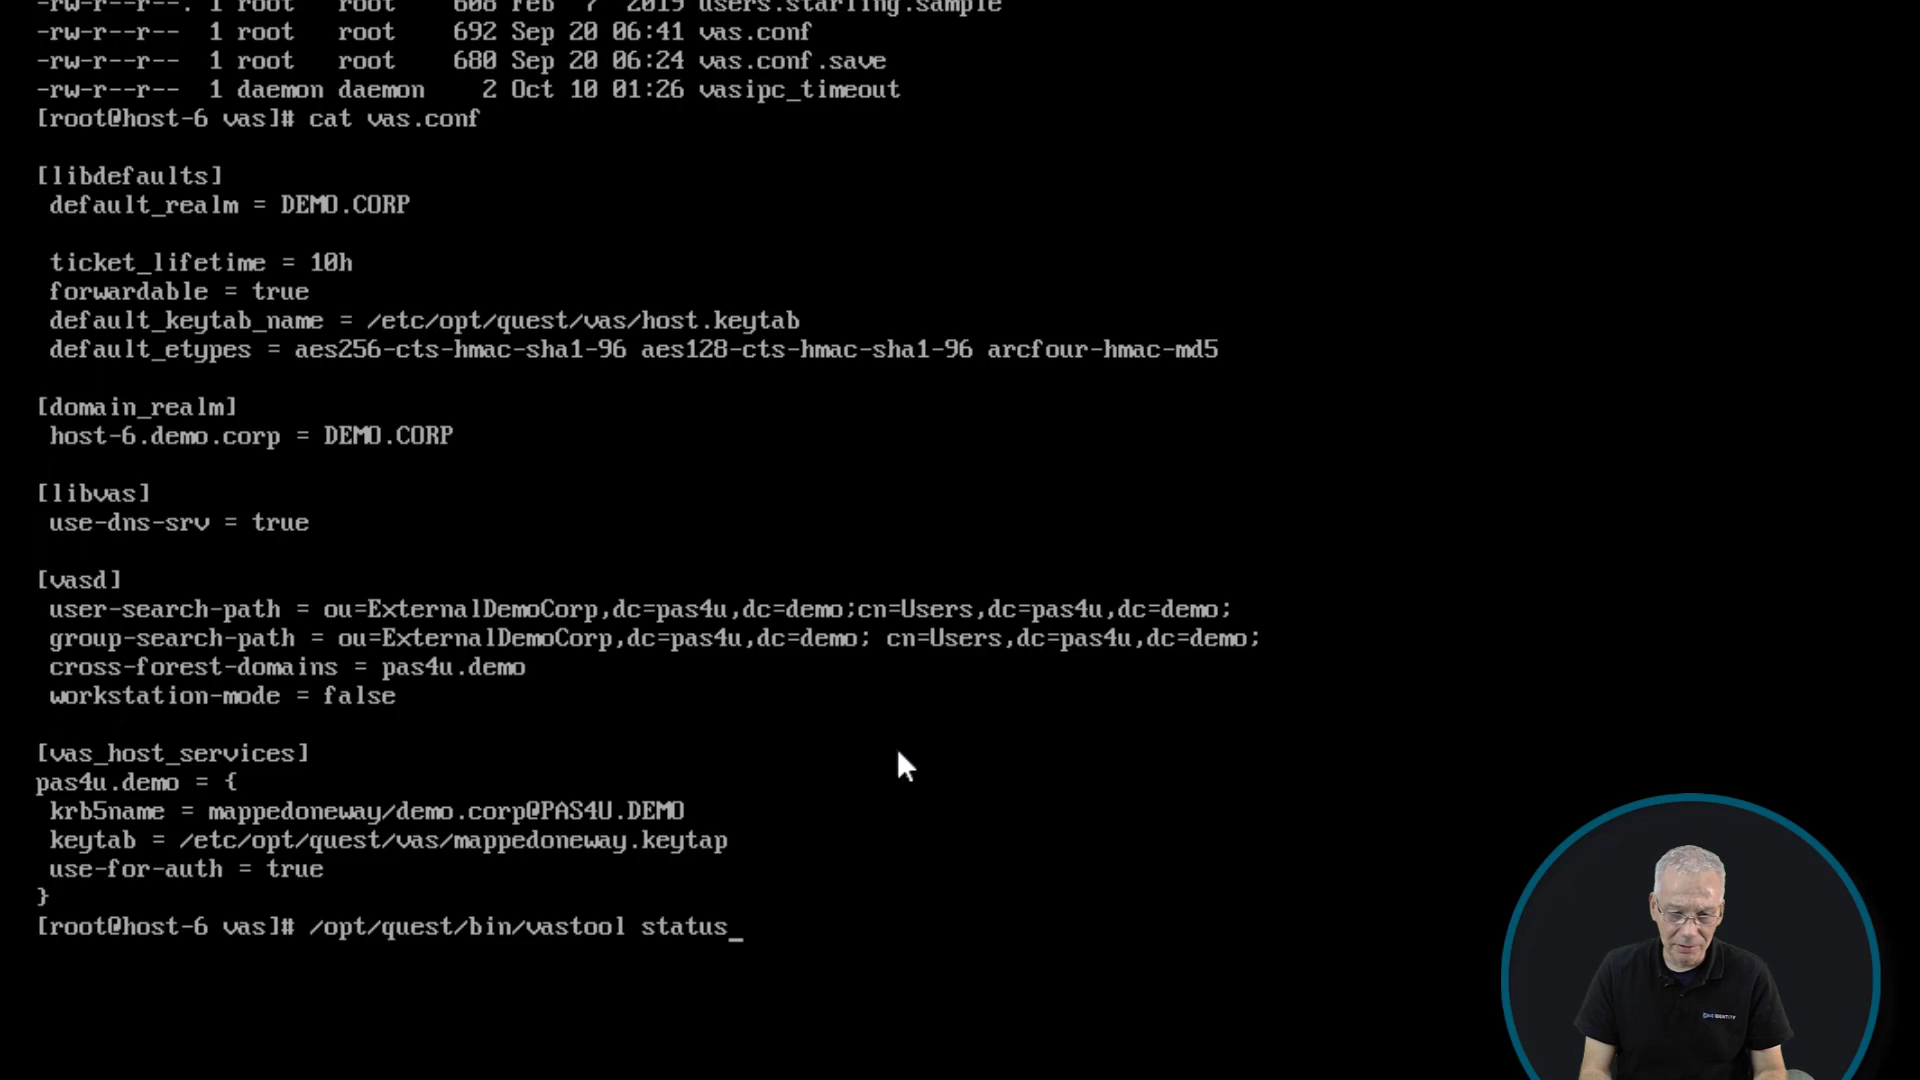 -rw-r--r--. 1 root   root     608 Feb  7  2019 users.starling.sample
-rw-r--r--  1 root   root     692 Sep 20 06:41 vas.conf
-rw-r--r--  1 root   root     680 Sep 20 06:24 vas.conf.save
-rw-r--r--  1 daemon daemon     2 Oct 10 01:26 vasipc_timeout
[root@host-6 vas]# cat vas.conf
[libdefaults]
default_realm = DEMO.CORP
ticket_lifetime = 10h
forwardable = true
default_keytab_name = /etc/opt/quest/vas/host.keytab
default_etypes = aes256-cts-hmac-sha1-96 aes128-cts-hmac-sha1-96 arcfour-hmac-md5
[domain_realm]
host-6.demo.corp = DEMO.CORP
[libvas]
use-dns-srv = true
[vasd]
user-search-path = ou=ExternalDemoCorp,dc=pas4u,dc=demo;cn=Users,dc=pas4u,dc=demo;
group-search-path = ou=ExternalDemoCorp,dc=pas4u,dc=demo; cn=Users,dc=pas4u,dc=demo;
cross-forest-domains = pas4u.demo
workstation-mode = false
[vas_host_services]
pas4u.demo = {
krb5name = mappedoneway/demo.corp@PAS4U.DEMO
keytab = /etc/opt/quest/vas/mappedoneway.keytap
use-for-auth = true
}
[root@host-6 vas]# /opt/quest/bin/vastool status_
ONE IDENTITY